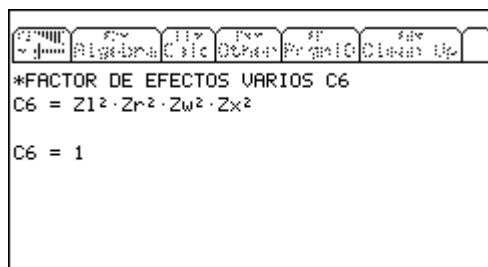 Algebra Calc Other PrgmIO Clean Up
*FACTOR DE EFECTOS VARIOS C6
C6 = Zl²·Zr²·Zw²·Zx²
C6 = 1